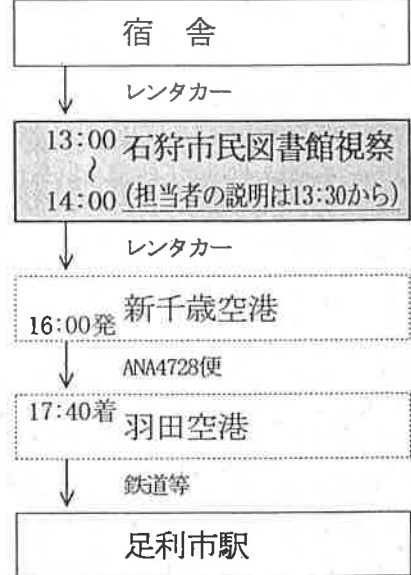 宿 舎
レンタカー
13:00
～
14:00
石狩市民図書館視察
(担当者の説明は13:30から)
レンタカー
16:00発
新千歳空港
ANA4728便
17:40着
羽田空港
鉄道等
足利市駅